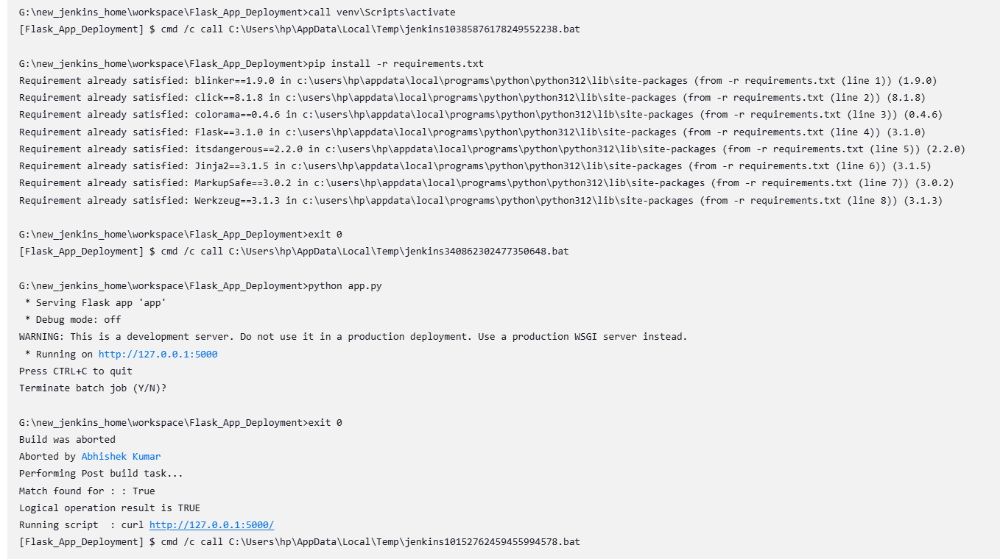 G:\new_jenkins_home\workspace\Flask_App_Deployment>call venv\Scripts\activate
[Flask_App_Deployment] $ cmd /c call C:\Users\hp\AppData\Local\Temp\jenkins10385876178249552238.bat
G:\new_jenkins_home\workspace\Flask_App_Deployment>pip install -r requirements.txt
Requirement already satisfied: blinker==1.9.0 in c:\users\hp\appdata\local\programs\python\python312\lib\site-packages (from -r requirements.txt (line 1)) (1.9.0)
Requirement already satisfied: click==8.1.8 in c:\users\hp\appdata\local\programs\python\python312\lib\site-packages (from -r requirements.txt (line 2)) (8.1.8)
Requirement already satisfied: colorama==0.4.6 in c:\users\hp\appdata\local\programs\python\python312\lib\site-packages (from -r requirements.txt (line 3)) (0.4.6)
Requirement already satisfied: Flask==3.1.0 in c:\users\hp\appdata\local\programs\python\python312\lib\site-packages (from -r requirements.txt (line 4)) (3.1.0)
Requirement already satisfied: itsdangerous==2.2.0 in c:\users\hp\appdata\local\programs\python\python312\lib\site-packages (from -r requirements.txt (line 5)) (2.2.0)
Requirement already satisfied: Jinja2==3.1.5 in c:\users\hp\appdata\local\programs\python\python312\lib\site-packages (from -r requirements.txt (line 6)) (3.1.5)
Requirement already satisfied: MarkupSafe==3.0.2 in c:\users\hp\appdata\local\programs\python\python312\lib\site-packages (from -r requirements.txt (line 7)) (3.0.2)
Requirement already satisfied: Werkzeug==3.1.3 in c:\users\hp\appdata\local\programs\python\python312\lib\site-packages (from -r requirements.txt (line 8)) (3.1.3)
G:\new_jenkins_home\workspace\Flask_App_Deployment>exit 0
[Flask_App_Deployment] $ cmd /c call C:\Users\hp\AppData\Local\Temp\jenkins340862302477350648.bat
G:\new_jenkins_home\workspace\Flask_App_Deployment>python app.py
* Serving Flask app 'app'
* Debug mode: off
WARNING: This is a development server. Do not use it in a production deployment. Use a production WSGI server instead.
* Running on http://127.0.0.1:5000
Press CTRL+C to quit
Terminate batch job (Y/N)?
G:\new_jenkins_home\workspace\Flask_App_Deployment>exit 0
Build was aborted
Aborted by Abhishek Kumar
Performing Post build task...
Match found for : : True
Logical operation result is TRUE
Running script  : curl http://127.0.0.1:5000/
[Flask_App_Deployment] $ cmd /c call C:\Users\hp\AppData\Local\Temp\jenkins10152762459455994578.bat